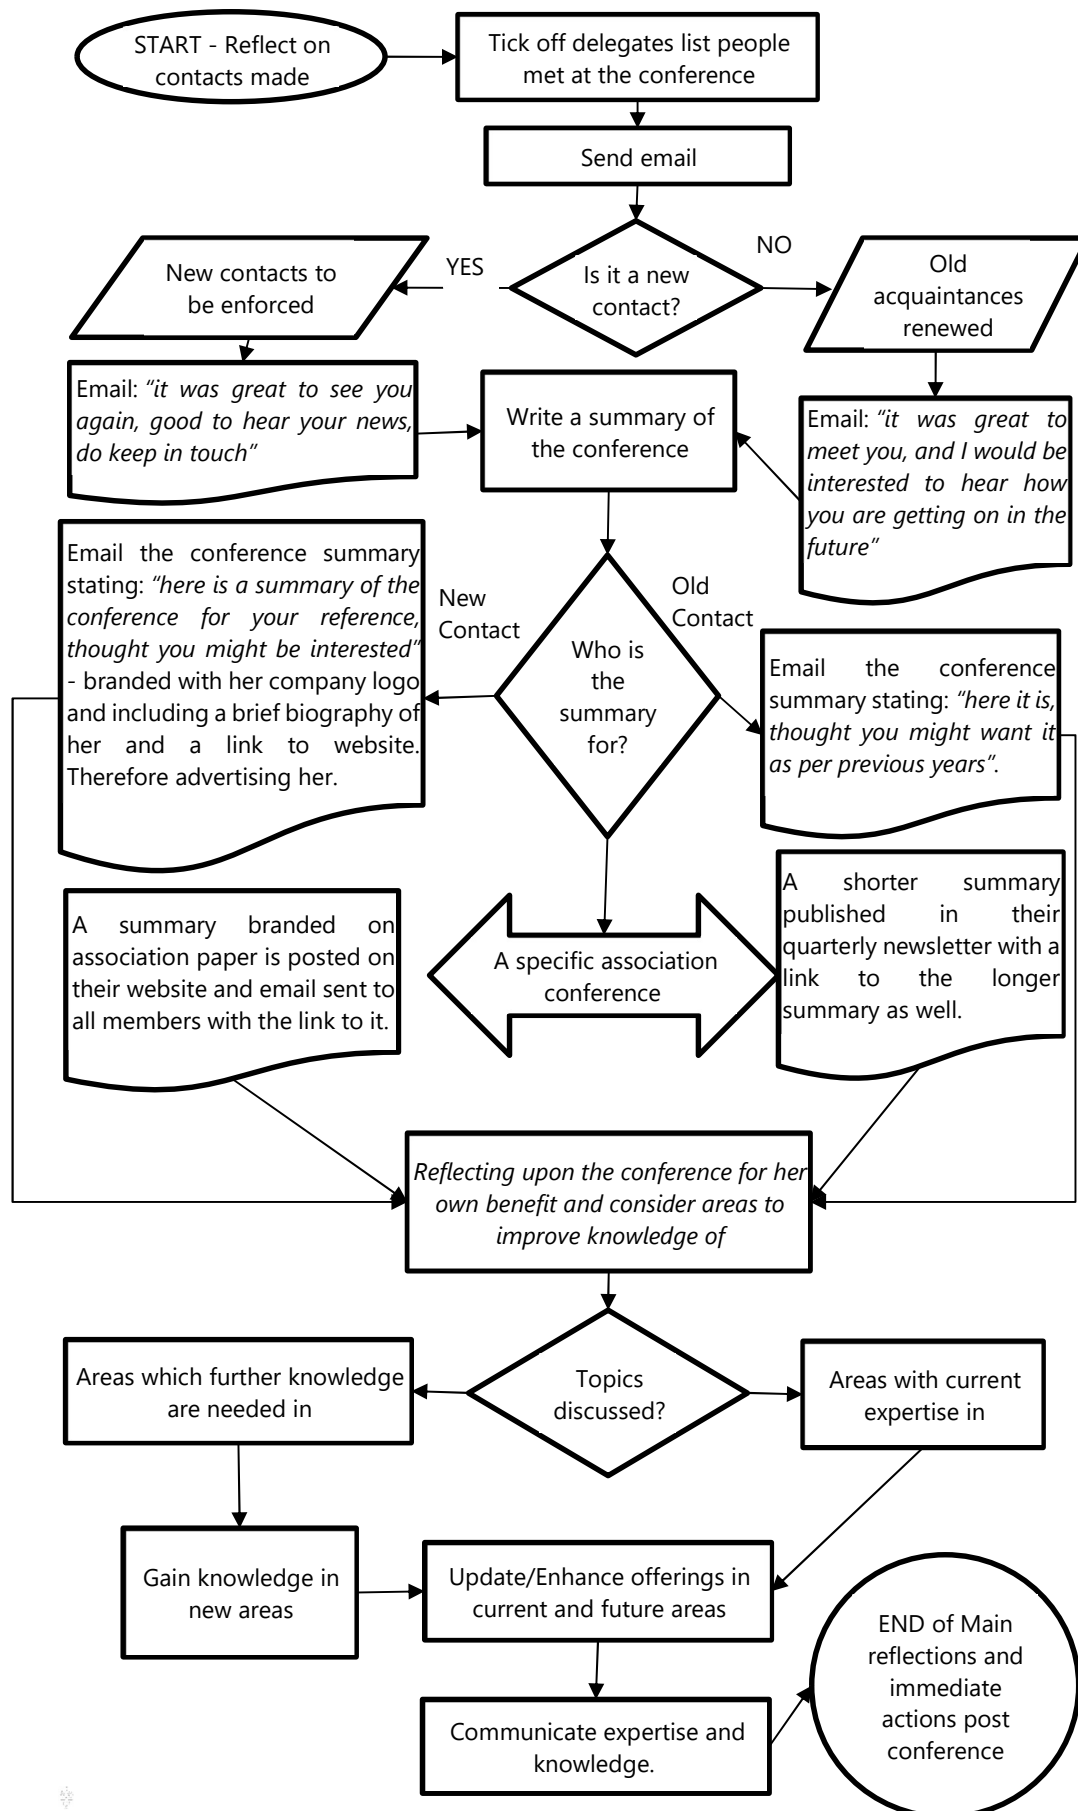 START - Reflect on
contacts made
Tick off delegates list people
met at the conference
Send email
Is it a new
contact?
YES
NO
New contacts to
be enforced
Old
acquaintances
renewed
Email: “it was great to see you
again, good to hear your news,
do keep in touch”
Write a summary of
the conference
Email: “it was great to
meet you, and I would be
interested to hear how
you are getting on in the
future”
Email the conference summary
stating: “here is a summary of the
conference for your reference,
thought you might be interested”
- branded with her company logo
and including a brief biography of
her and a link to website.
Therefore advertising her.
New
Contact
Old
Contact
Who is
the
summary
for?
Email the conference
summary stating: “here it is,
thought you might want it
as per previous years”.
A summary branded on
association paper is posted on
their website and email sent to
all members with the link to it.
A specific association
conference
A shorter summary
published in their
quarterly newsletter with a
link to the longer
summary as well.
Reflecting upon the conference for her
own benefit and consider areas to
improve knowledge of
Topics
discussed?
Areas which further knowledge
are needed in
Areas with current
expertise in
Gain knowledge in
new areas
Update/Enhance offerings in
current and future areas
Communicate expertise and
knowledge.
END of Main
reflections and
immediate
actions post
conference